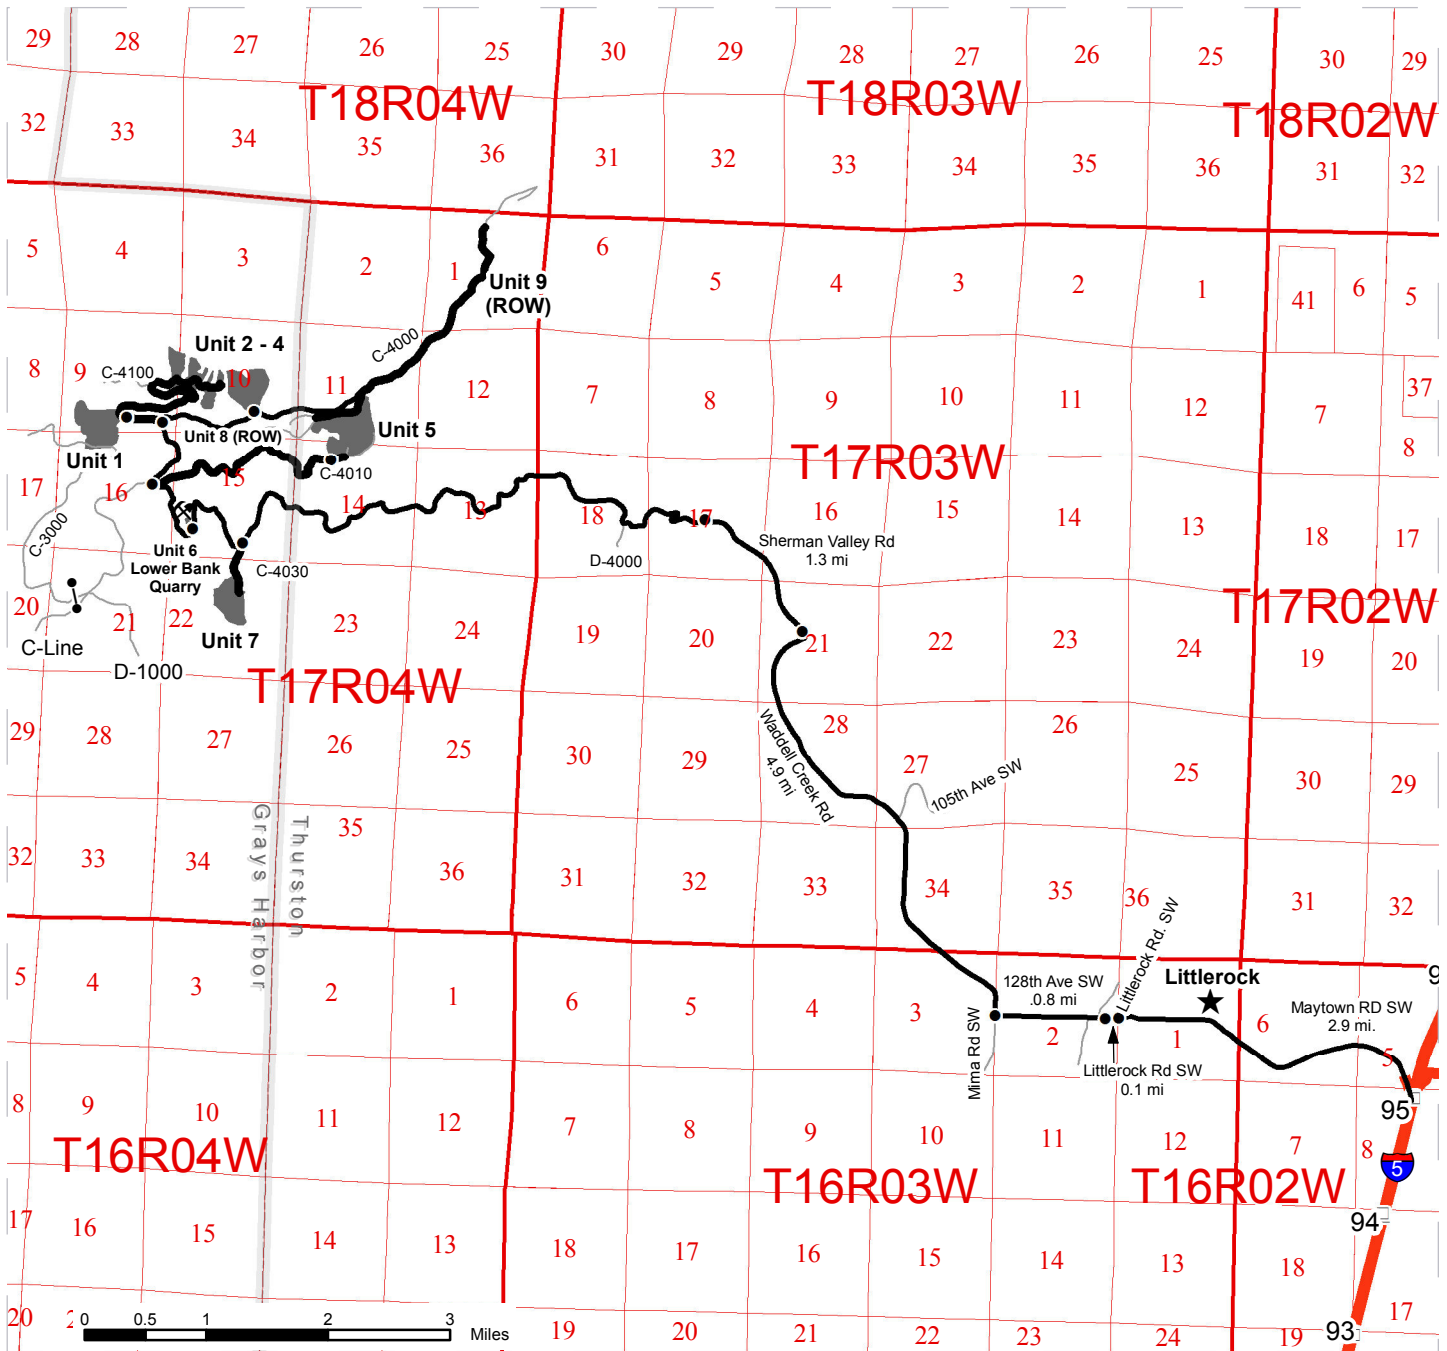 29 28 27 26 25 30 29 28 27 26 25 30 29
T18R04W T18R03W T18R02W
32 33 34 35 36 31 32 33 34 35 36 31 32
5 4 3 2 1 6 5 4 3 2 1 41 6 5
Unit 9
(ROW)
C-4000
Unit 2 - 4
8 9 C-4100 10 11 12 7 8 9 10 11 12 7 37
8
Unit 8 (ROW)
Unit 5
Unit 1
C-4010
T17R03W
17 16 15 14 13 18 17 16 15 14 13 18 17
C-3000
Sherman Valley Rd
1.3 mi
D-4000
Unit 6
Lower Bank
Quarry
C-4030
T17R02W
20 21 22 23 24 19 20 21 22 23 24 19 20
Unit 7
C-Line
D-1000
T17R04W
29 28 27 26 25 30 29 28 27 26 25 30 29
Waddell Creek Rd
4.9 mi
105th Ave SW
Grays Harbor
Thurston
32 33 34 35 36 31 32 33 34 35 36 31 32
Littlerock Rd. SW
5 4 3 2 1 6 5 4 3 2 1 6 5
128th Ave SW
.0.8 mi
Littlerock
Maytown RD SW
2.9 mi.
9
Mima Rd SW
Littlerock Rd SW
0.1 mi
95
8 9 10 11 12 7 8 9 10 11 12 7 8
T16R04W T16R03W T16R02W
5
17 16 15 14 13 18 17 16 15 14 13 18 17
94
20 19 20 21 22 23 24 19
93
0 0.5 1 2 3 Miles